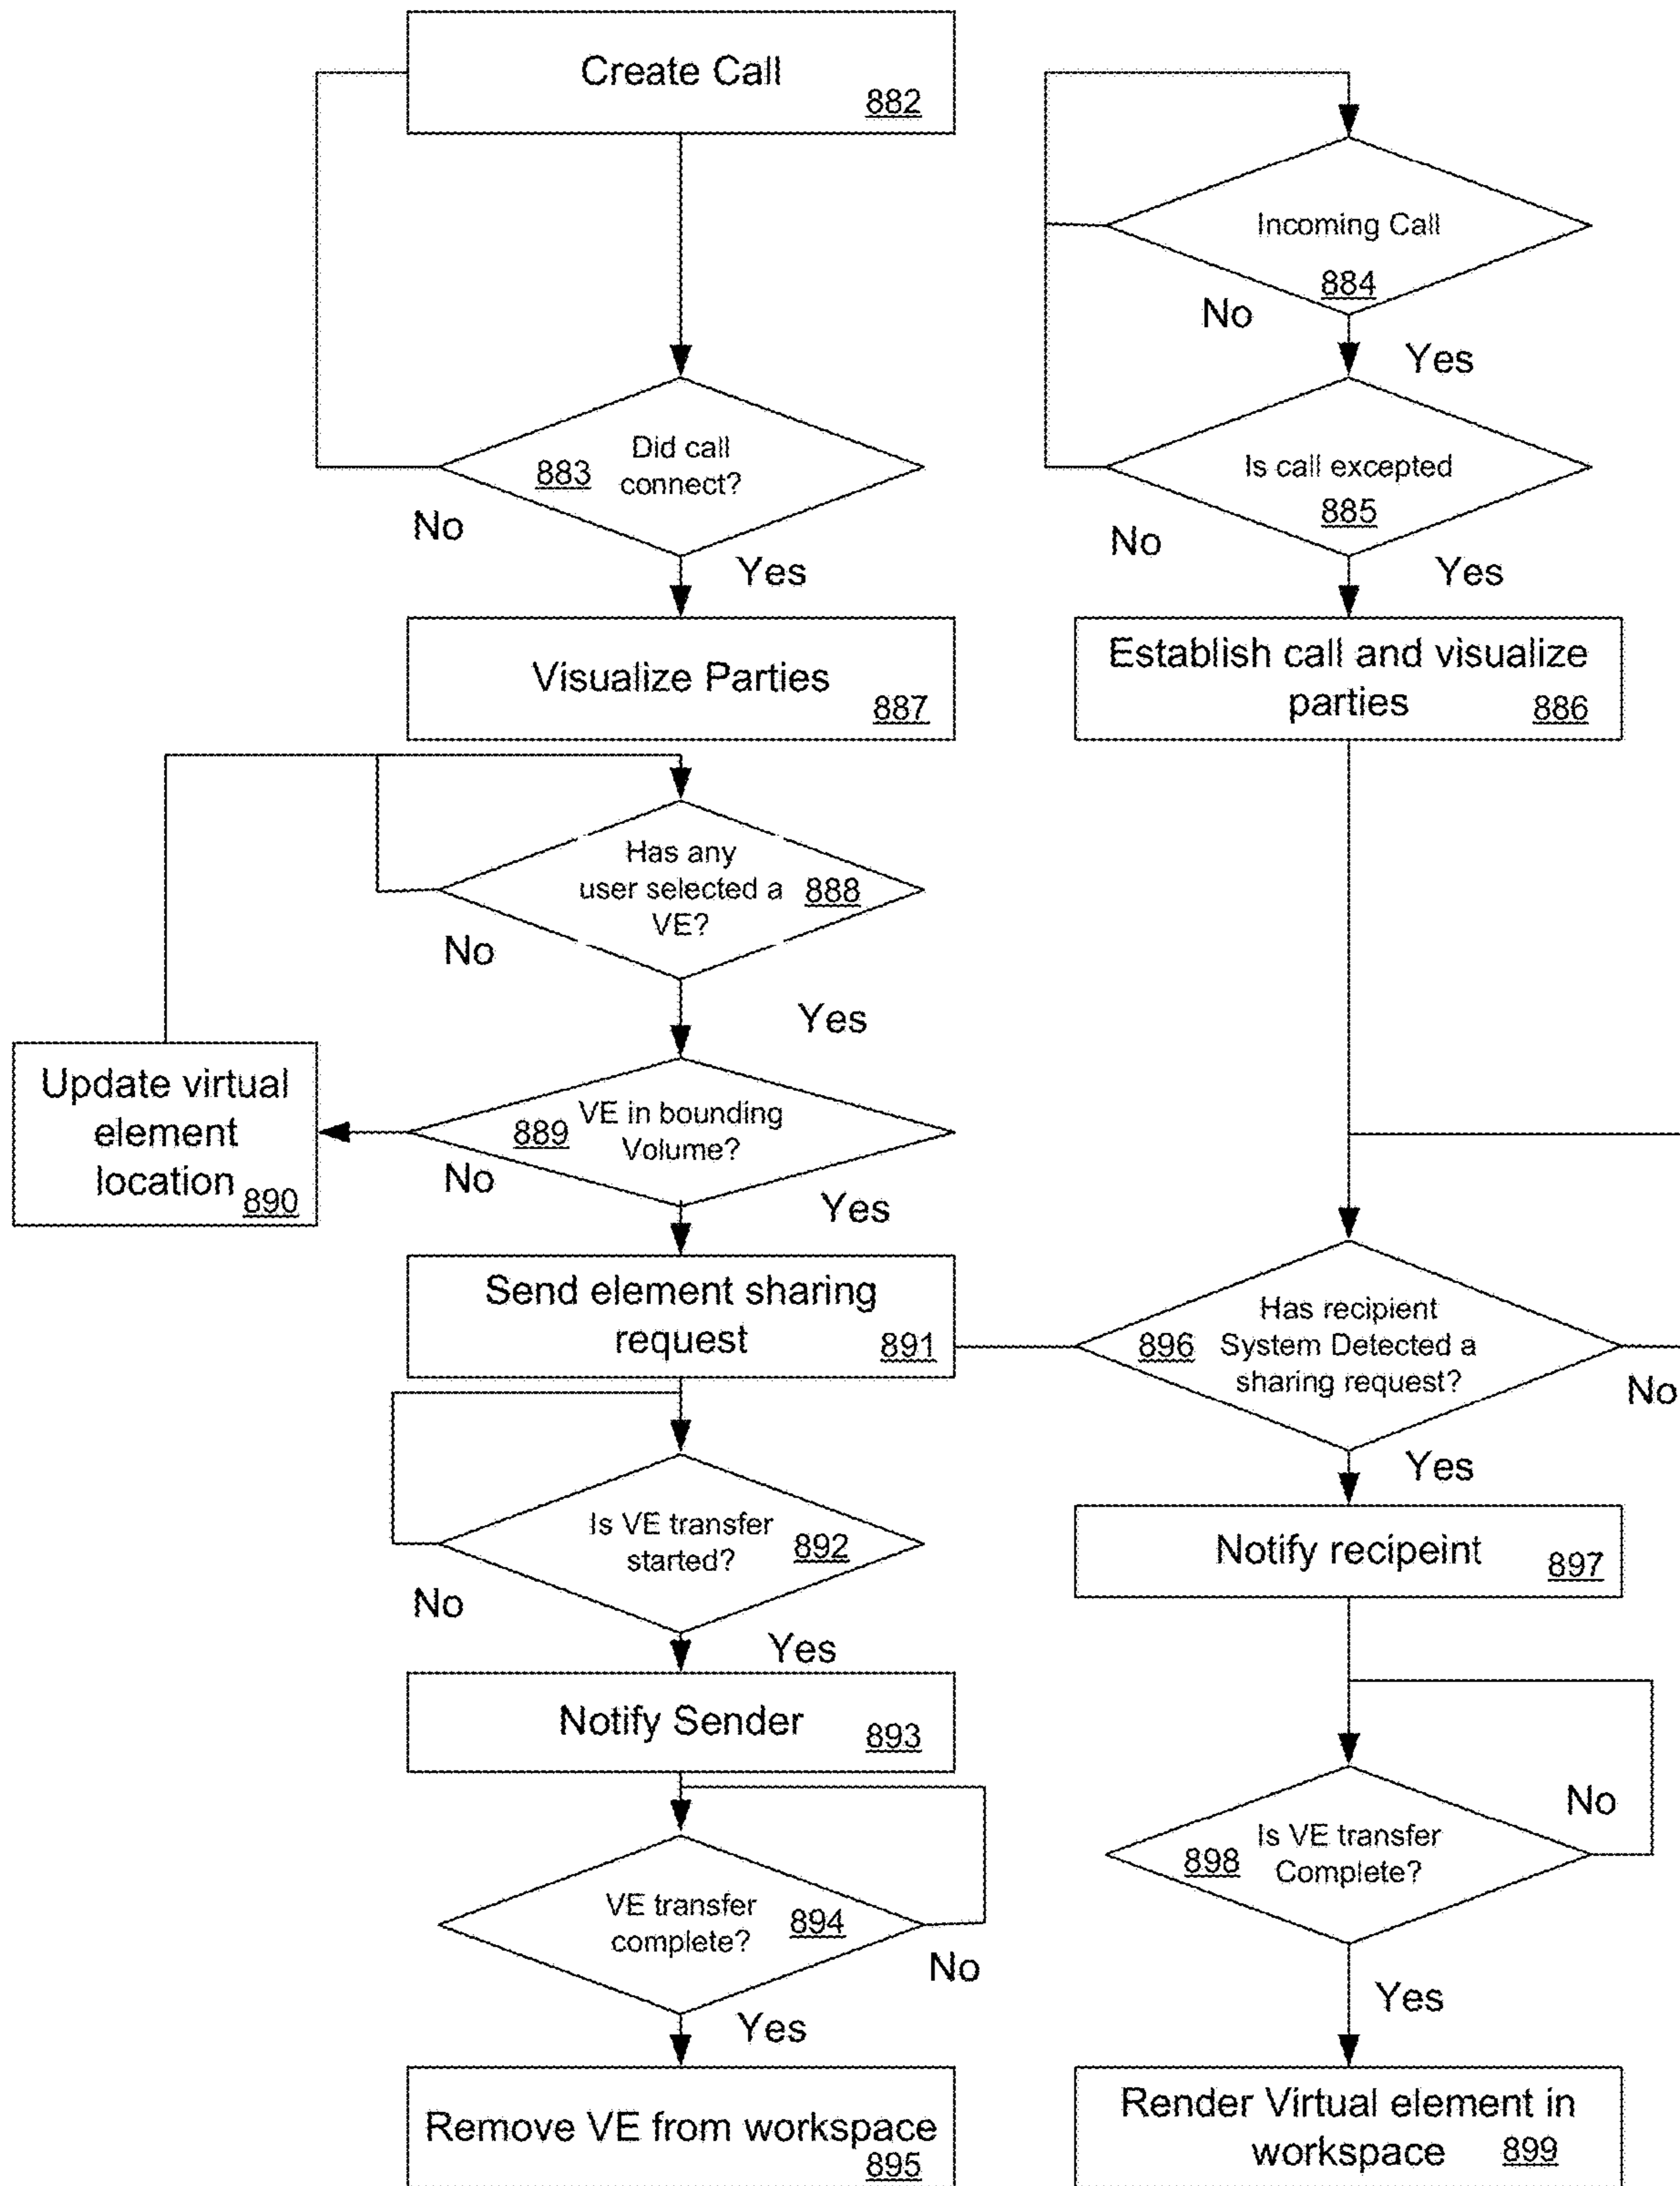 Create Call
882
Did call
883
connect?
No
Yes
Visualize Parties
887
Has any
user selected a
888
VE?
No
Yes
VE in bounding
889
Volume?
No
Yes
Update virtual
element
location
890
Send element sharing
request
891
Is VE transfer
started?
892
No
Yes
Notify Sender
893
VE transfer
complete?
894
No
Yes
Remove VE from workspace
895
Incoming Call
884
No
Yes
Is call excepted
885
No
Yes
Establish call and visualize
parties
886
Has recipient
896
System Detected a
sharing request?
No
Yes
Notify recipeint
897
Is VE transfer
898
Complete?
No
Yes
Render Virtual element in
workspace
899